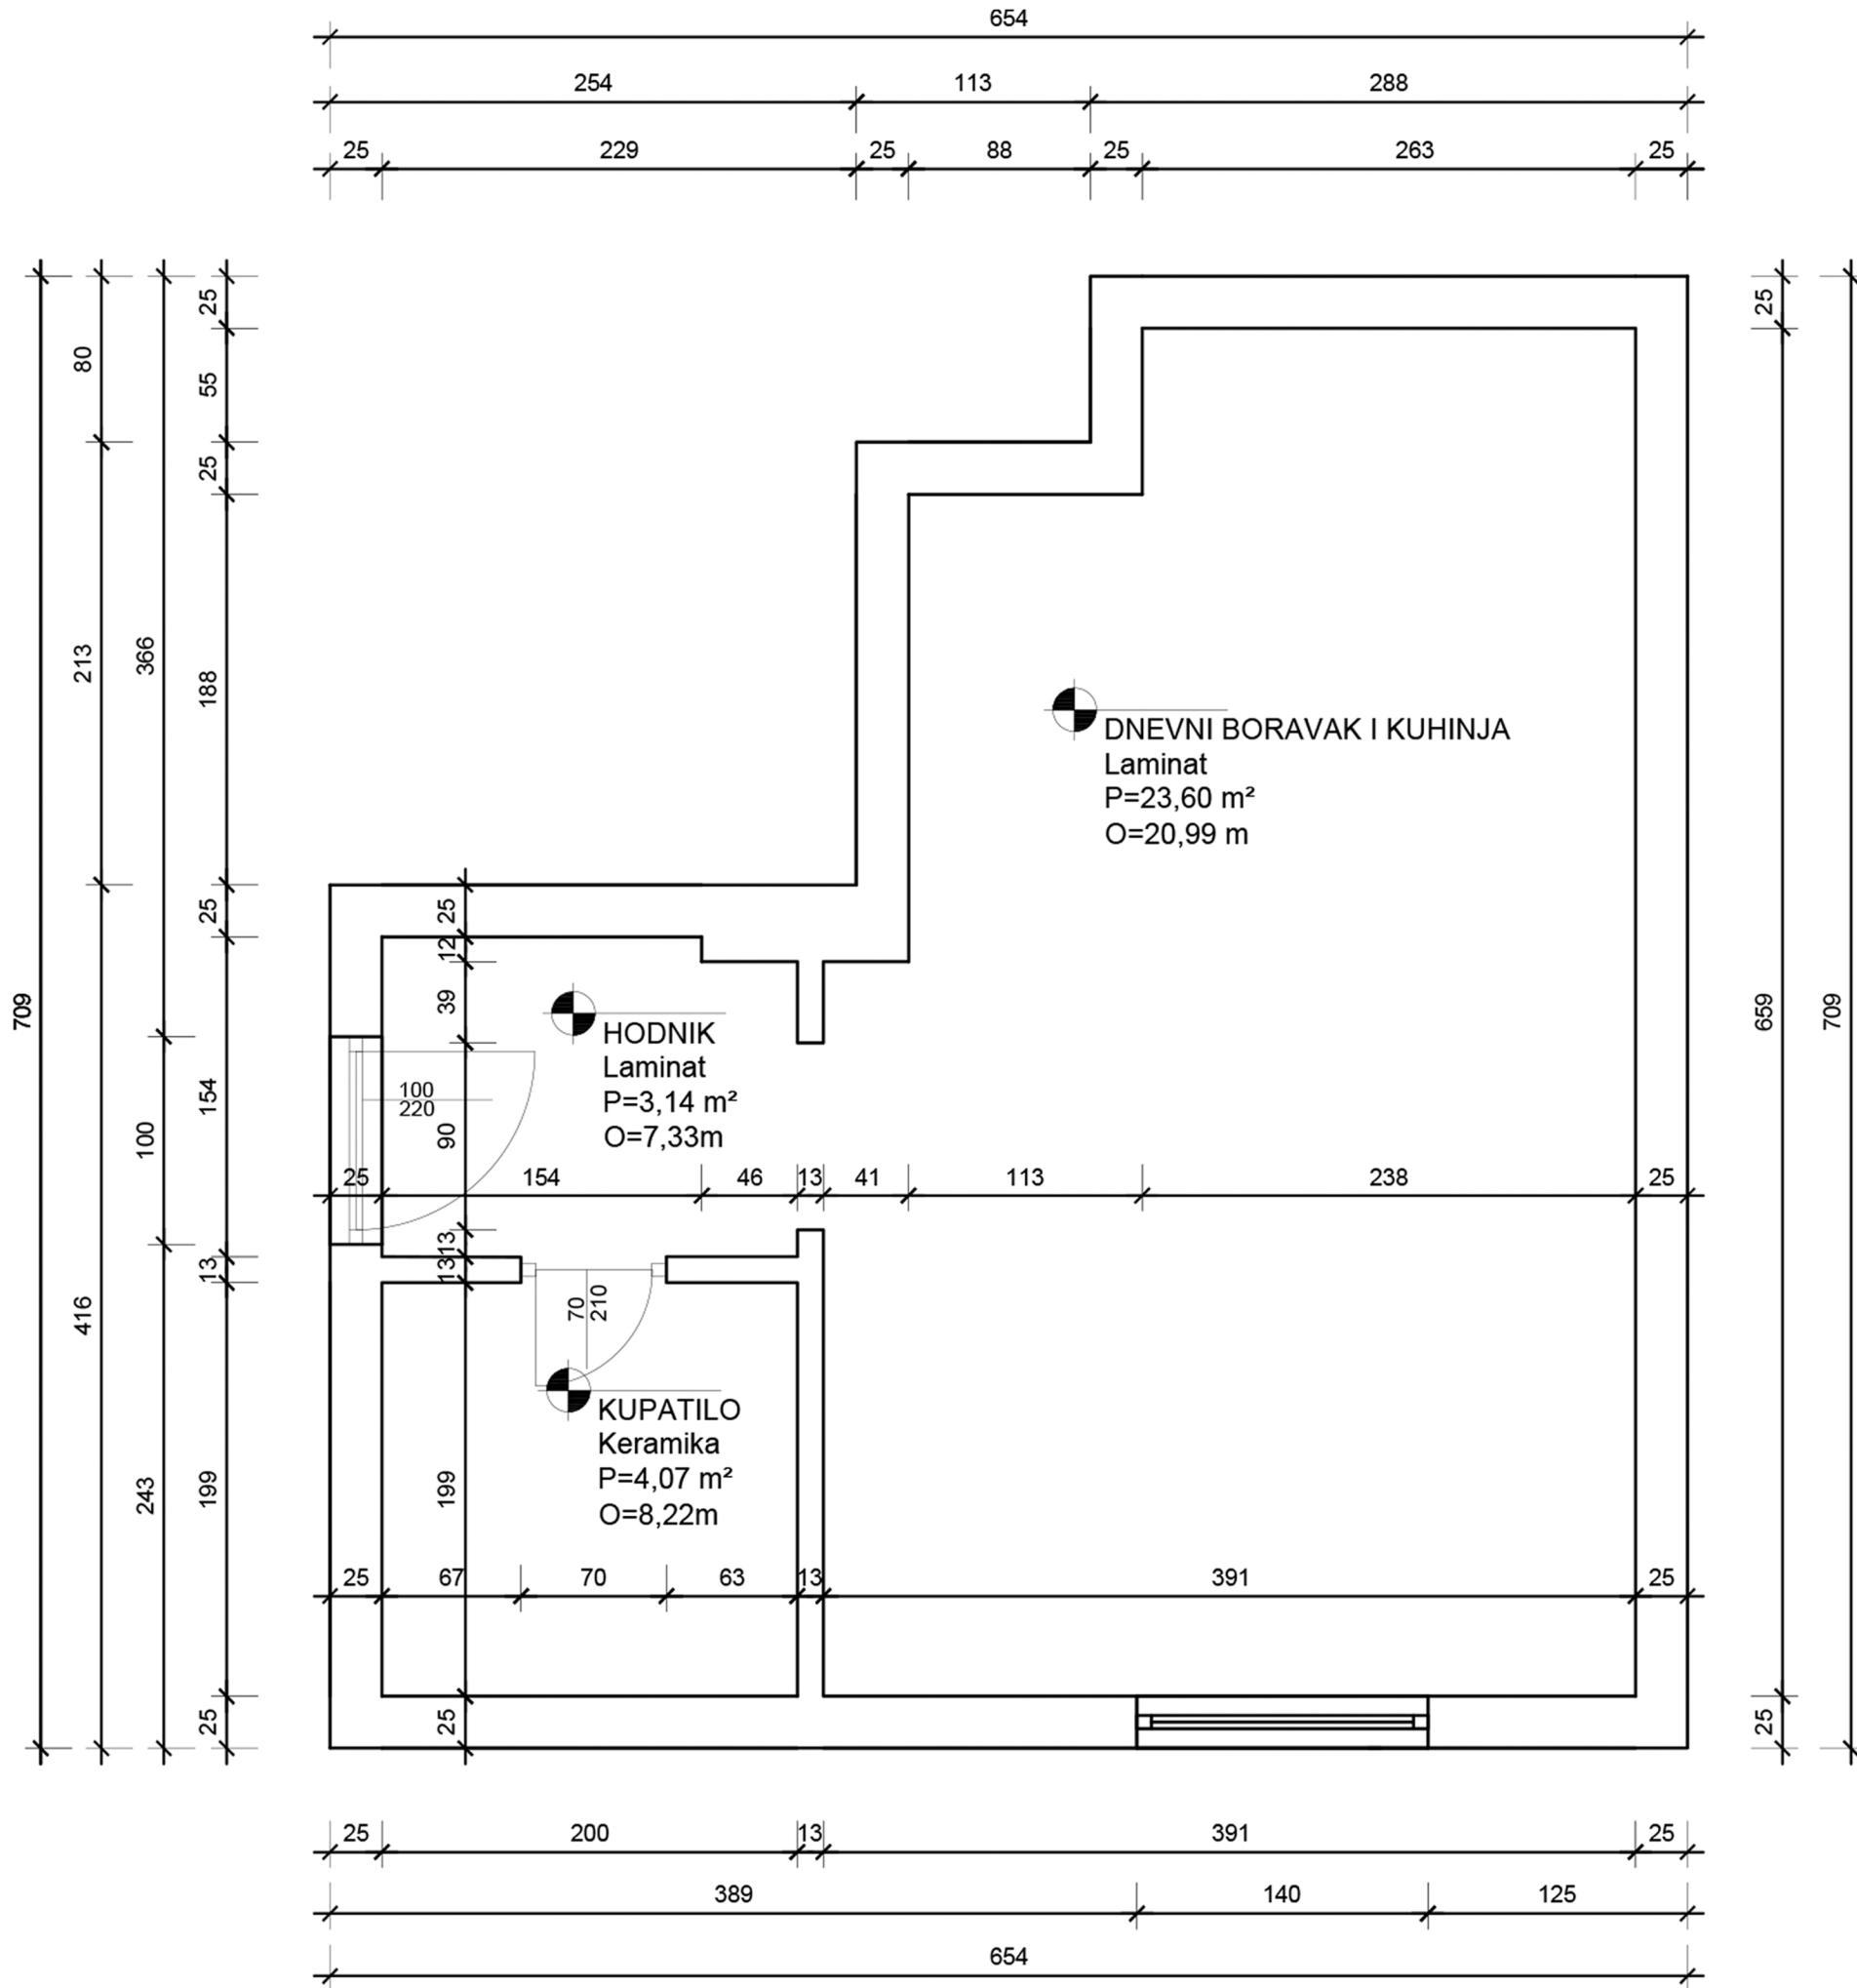 654
254 113 288
25 229 25 88 25 263 25
709
80 213 416
366 100 243
25 55 25 188 25 154 13 199 25
25 12 39 90 13 13 199 25
25 659 25
709
DNEVNI BORAVAK I KUHINJA
Laminat
P=23,60 m²
O=20,99 m
HODNIK
Laminat
P=3,14 m²
O=7,33m
100
220
25 154 46 13 41 113 238 25
70
210
KUPATILO
Keramika
P=4,07 m²
O=8,22m
25 67 70 63 13 391 25
25 200 13 391 25
389 140 125
654